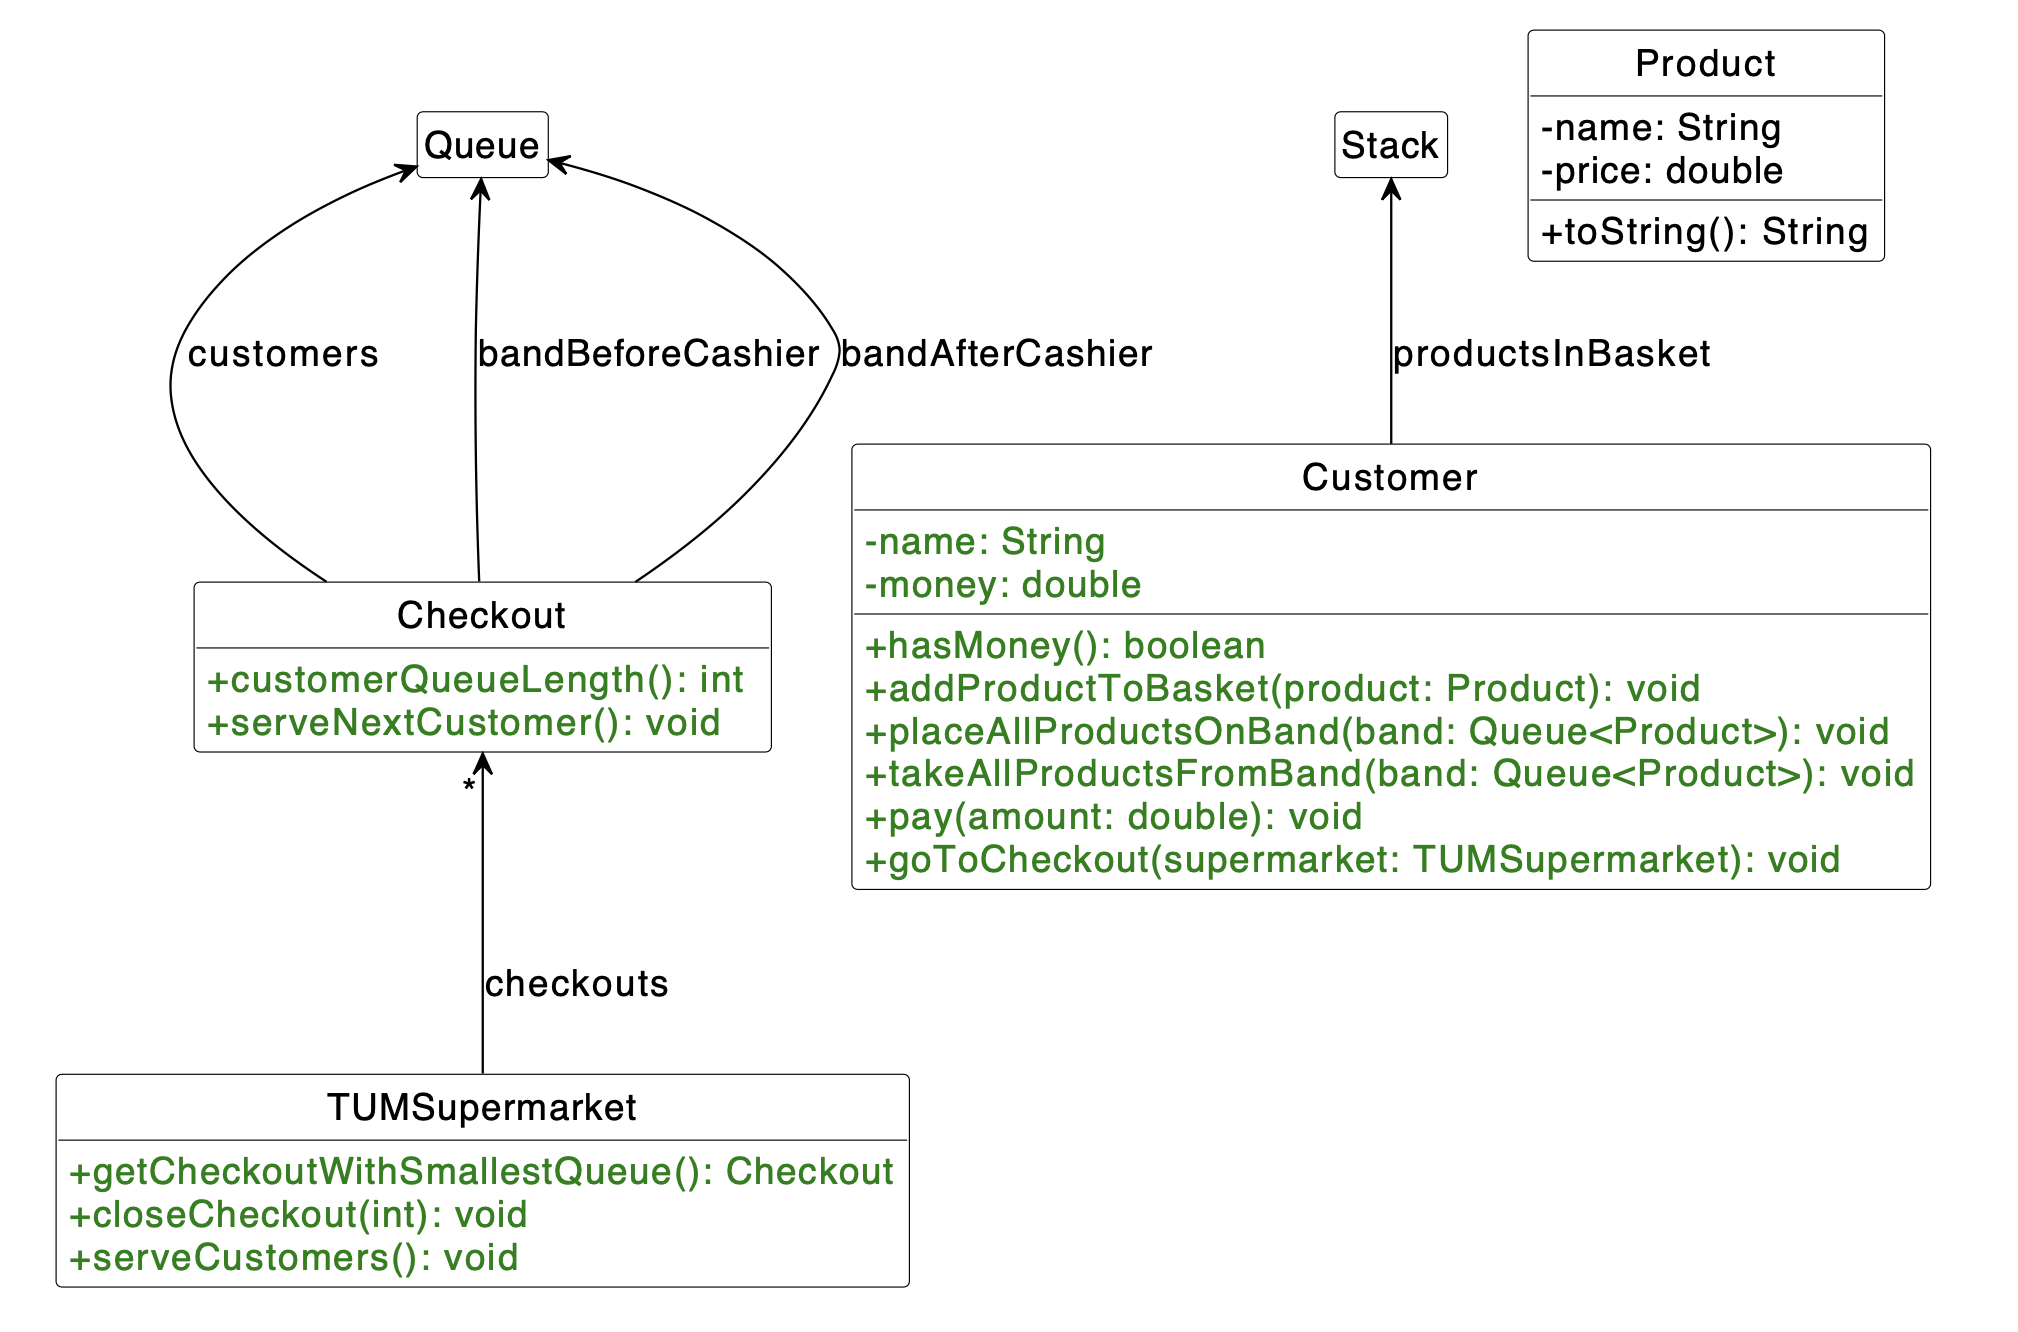 Product
-name: String
-price: double
+toString(): String
Queue
Stack
customers
bandBeforeCashier
bandAfterCashier
productsInBasket
Customer
-name: String
-money: double
+hasMoney(): boolean
+addProductToBasket(product: Product): void
+placeAllProductsOnBand(band: Queue<Product>): void
+takeAllProductsFromBand(band: Queue<Product>): void
+pay(amount: double): void
+goToCheckout(supermarket: TUMSupermarket): void
Checkout
+customerQueueLength(): int
+serveNextCustomer(): void
*
checkouts
TUMSupermarket
+getCheckoutWithSmallestQueue(): Checkout
+closeCheckout(int): void
+serveCustomers(): void